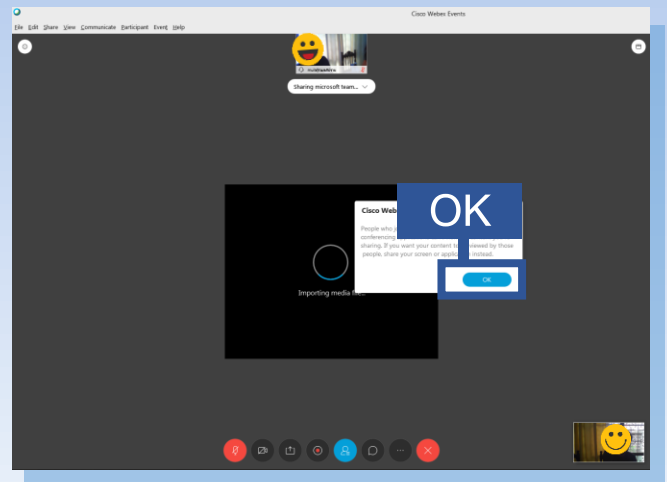 Cisco Webex Events
File Edit Share View Communicate Participant Event Help
Sharing microsoft team...
Cisco Web
OK
People who j
conferencing
sharing. If you want your content to viewed by those
people, share your screen or applic instead.
OK
Importing media file...